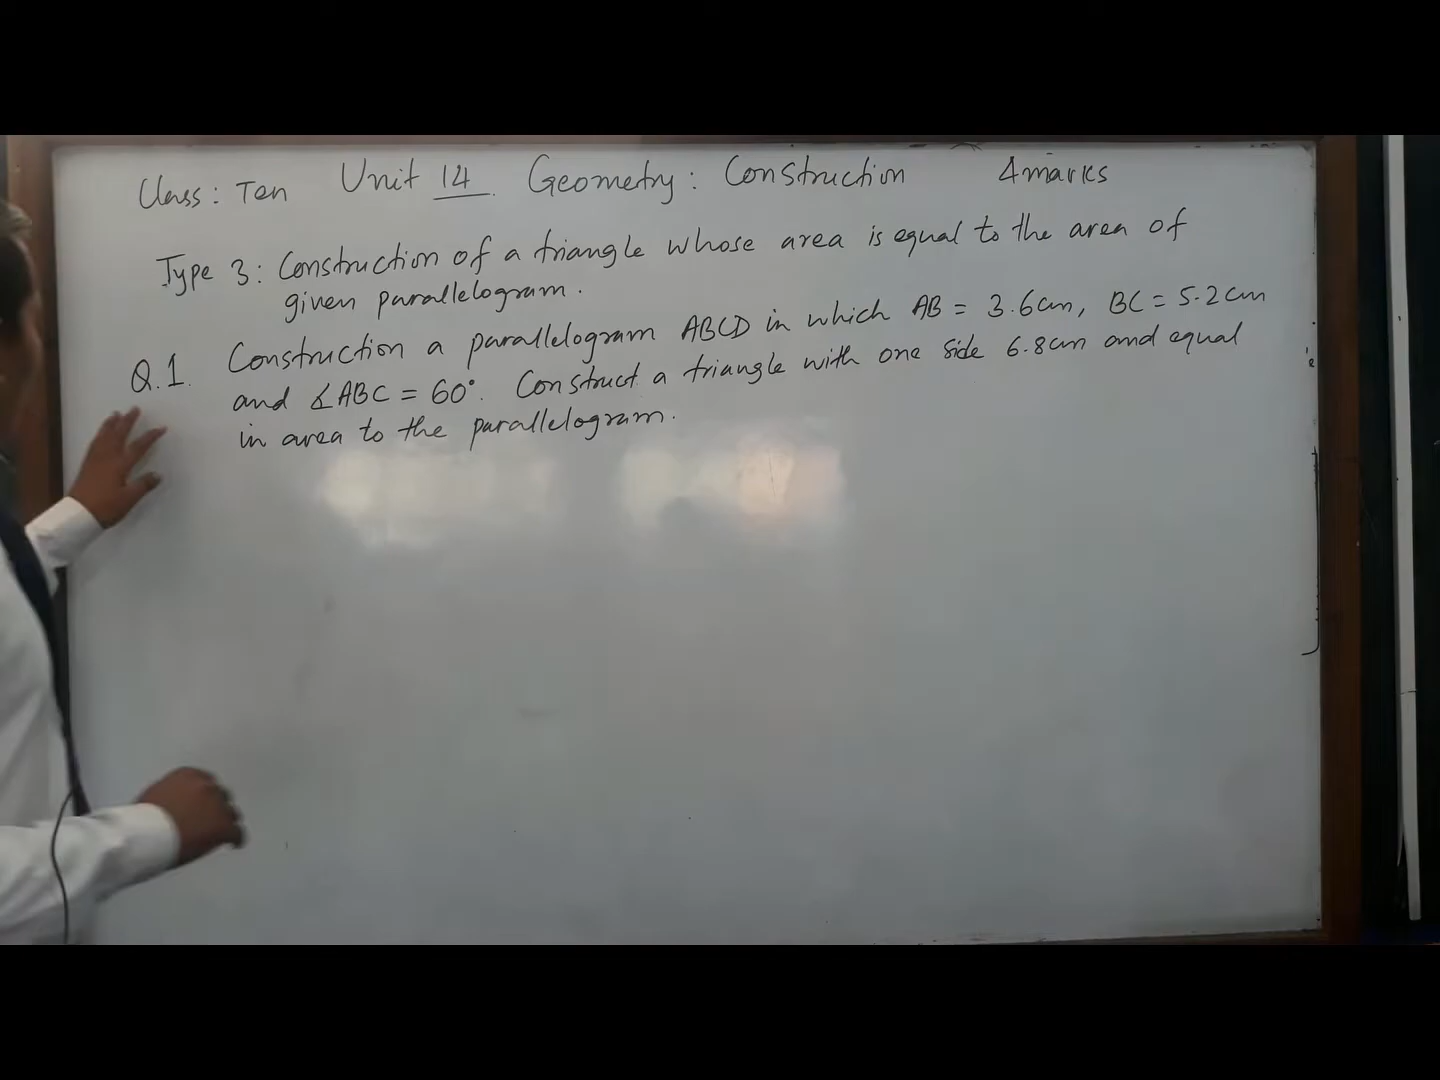 Class: Ten Unit 14 Geometry: Construction 4marks
Type 3: Construction of a triangle whose area is equal to the area of
given parallelogram.
Q.1. Construction a parallelogram ABCD in which AB = 3.6cm, BC = 5.2cm
and ∡ABC = 60°. Construct a triangle with one side 6.8cm and equal
in area to the parallelogram.